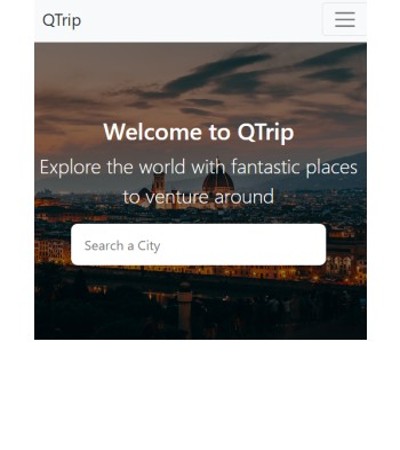 QTrip
Welcome to QTrip
Explore the world with fantastic places
to venture around
Search a City